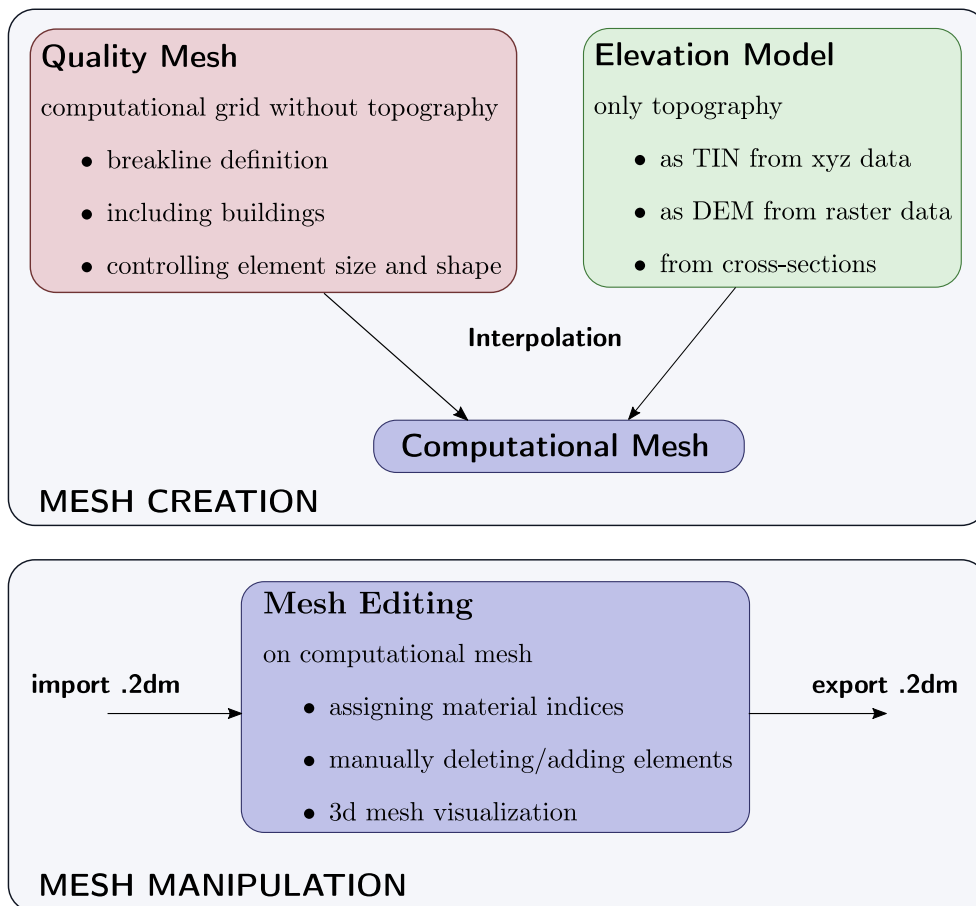 Quality Mesh
computational grid without topography
• breakline definition
• including buildings
• controlling element size and shape
Elevation Model
only topography
• as TIN from xyz data
• as DEM from raster data
• from cross-sections
Interpolation
Computational Mesh
MESH CREATION
Mesh Editing
on computational mesh
• assigning material indices
• manually deleting/adding elements
• 3d mesh visualization
import .2dm
export .2dm
MESH MANIPULATION